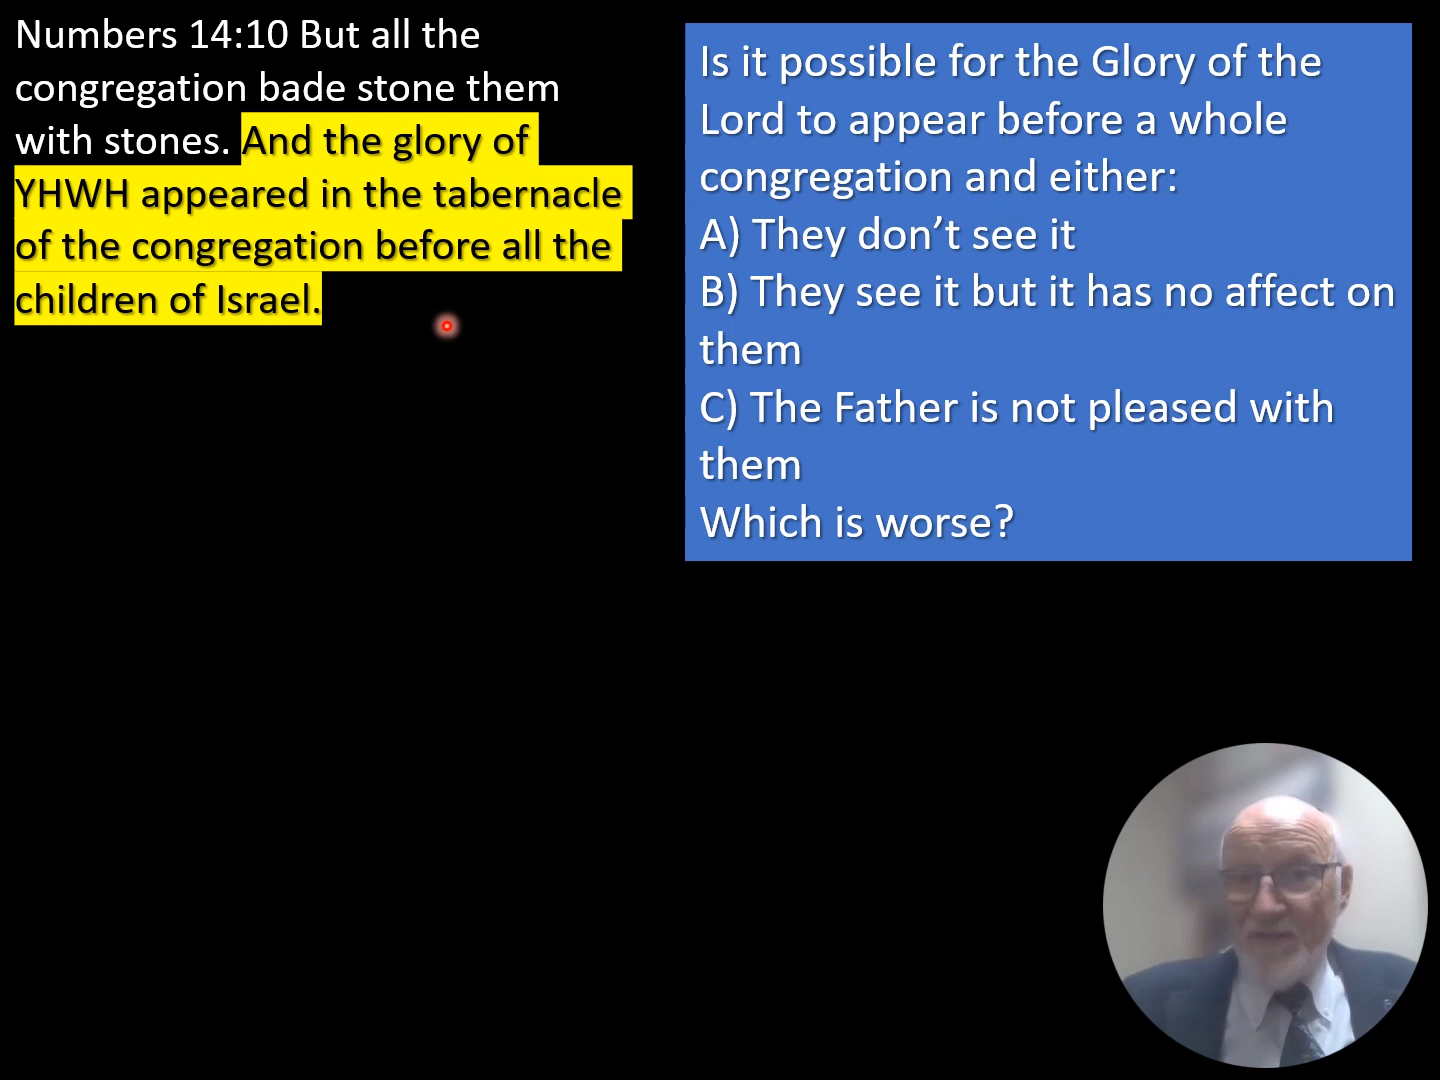 Numbers 14:10 But all the
congregation bade stone them
with stones. And the glory of
YHWH appeared in the tabernacle
of the congregation before all the
children of Israel.
Is it possible for the Glory of the
Lord to appear before a whole
congregation and either:
A) They don’t see it
B) They see it but it has no affect on
them
C) The Father is not pleased with
them
Which is worse?